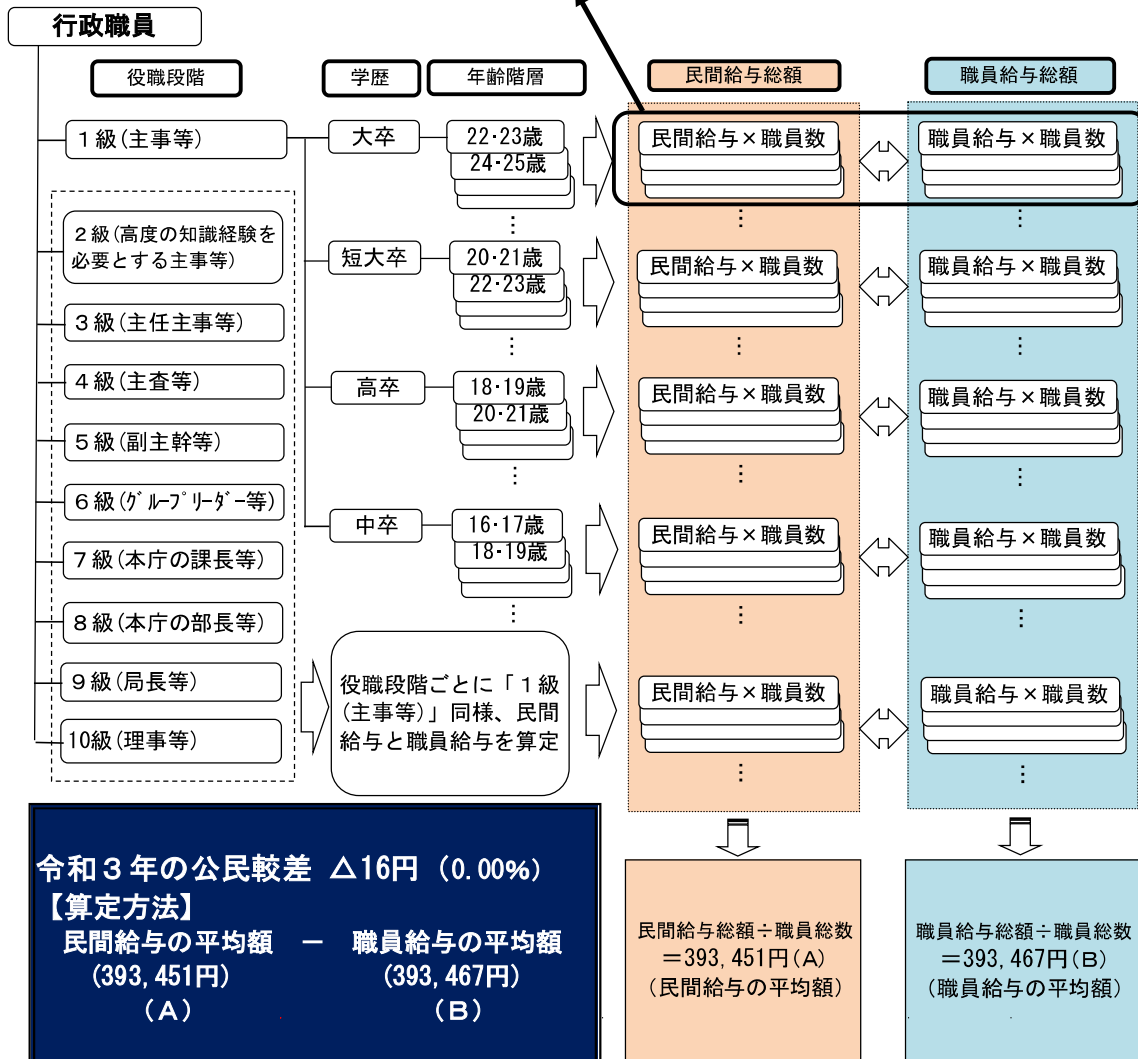 行政職員
役職段階
学歴
年齢階層
民間給与総額
職員給与総額
１級(主事等)
大卒
22･23歳
24･25歳
⋮
民間給与×職員数
⋮
職員給与×職員数
⋮
２級(高度の知識経験を
必要とする主事等)
短大卒
20･21歳
22･23歳
⋮
民間給与×職員数
⋮
職員給与×職員数
⋮
３級(主任主事等)
４級(主査等)
高卒
18･19歳
20･21歳
⋮
民間給与×職員数
⋮
職員給与×職員数
⋮
５級(副主幹等)
６級(ｸﾞﾙｰﾌﾟﾘｰﾀﾞｰ等)
中卒
16･17歳
18･19歳
⋮
民間給与×職員数
⋮
職員給与×職員数
⋮
７級(本庁の課長等)
８級(本庁の部長等)
９級(局長等)
10級(理事等)
役職段階ごとに「１級
(主事等)」同様、民間
給与と職員給与を算定
民間給与×職員数
⋮
職員給与×職員数
⋮
令和３年の公民較差 △16円 (0.00%)
【算定方法】
民間給与の平均額 － 職員給与の平均額
(393,451円) (393,467円)
(Ａ) (Ｂ)
民間給与総額÷職員総数
＝393,451円(Ａ)
(民間給与の平均額)
職員給与総額÷職員総数
＝393,467円(Ｂ)
(職員給与の平均額)